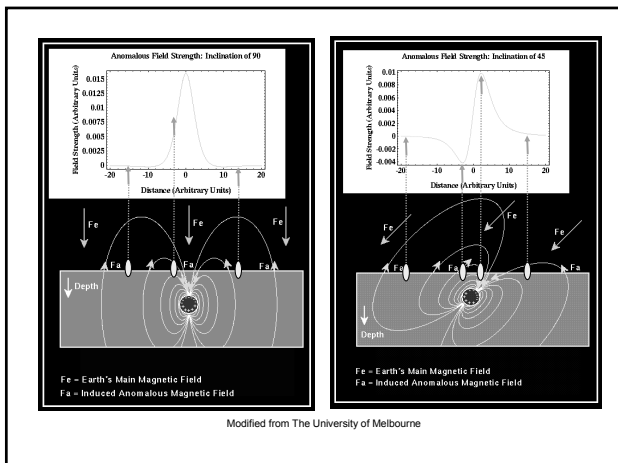 Anomalous Field Strength: Inclination of 90
Field Strength (Arbitrary Units)
0.015
0.0125
0.01
0.0075
0.005
0.0025
0
-20 -10 0 10 20
Distance (Arbitrary Units)
Fe Fe Fe
Fa Fa Fa
Depth
Fe = Earth's Main Magnetic Field
Fa = Induced Anomalous Magnetic Field
Anomalous Field Strength: Inclination of 45
Field Strength (Arbitrary Units)
0.01
0.008
0.006
0.004
0.002
0
-0.004
-20 -10 0 10 20
Distance (Arbitrary Units)
Fe Fe Fe
Fa Fa Fa
Depth
Fe = Earth's Main Magnetic Field
Fa = Induced Anomalous Magnetic Field
Modified from The University of Melbourne